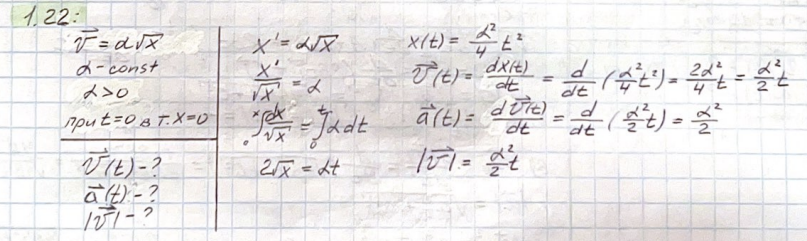 1.22:
v⃗ = α√x
α - const
α > 0
при t=0 в т. x=0
v⃗(t) - ?
a⃗(t) - ?
|v⃗| - ?
x' = α√x
x'/√x = α
∫₀ˣ dx/√x = ∫₀ᵗ α dt
2√x = αt
x(t) = α²/4 t²
v⃗(t) = dx(t)/dt = d/dt (α²/4 t²) = 2α²/4 t = α²/2 t
a⃗(t) = dv⃗(t)/dt = d/dt (α²/2 t) = α²/2
|v⃗| = α²/2 t